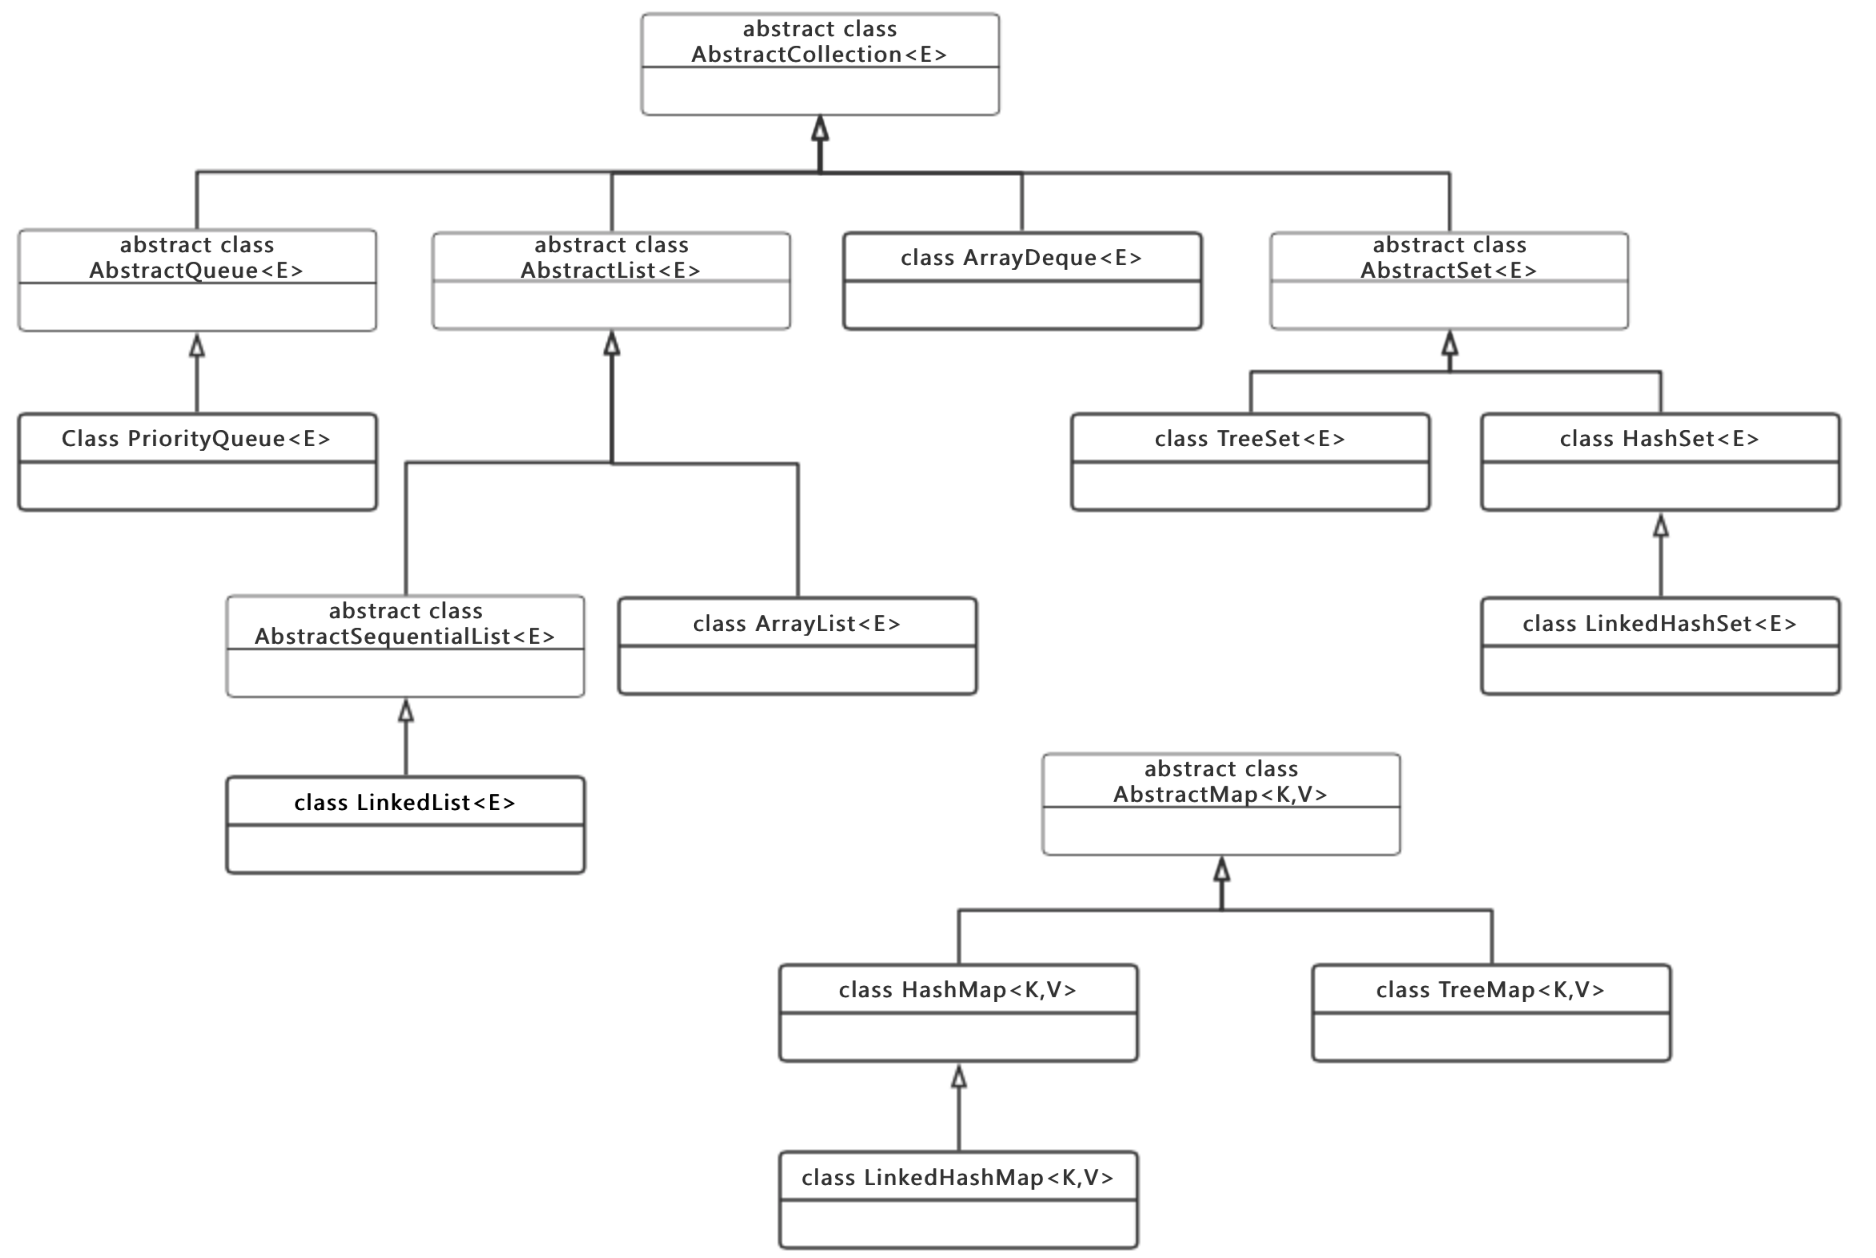 abstract class
AbstractCollection<E>
abstract class
AbstractQueue<E>
abstract class
AbstractList<E>
class ArrayDeque<E>
abstract class
AbstractSet<E>
Class PriorityQueue<E>
class TreeSet<E>
class HashSet<E>
abstract class
AbstractSequentialList<E>
class ArrayList<E>
class LinkedHashSet<E>
class LinkedList<E>
abstract class
AbstractMap<K,V>
class HashMap<K,V>
class TreeMap<K,V>
class LinkedHashMap<K,V>